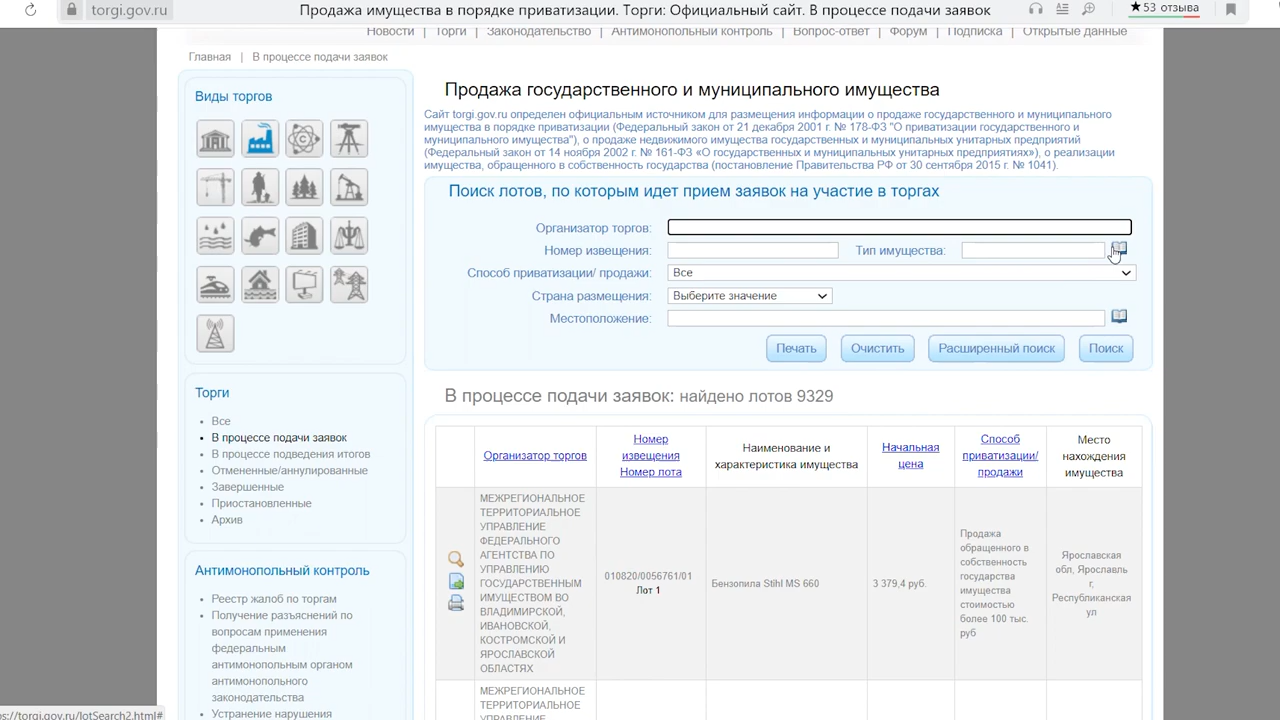 torgi.gov.ru
Продажа имущества в порядке приватизации. Торги: Официальный сайт. В процессе подачи заявок
★53 отзыва
Новости | Торги | Законодательство | Антимонопольный контроль | Вопрос-ответ | Форум | Подписка | Открытые данные
Главная | В процессе подачи заявок
Виды торгов
Торги
Все
В процессе подачи заявок
В процессе подведения итогов
Отмененные/аннулированные
Завершенные
Приостановленные
Архив
Антимонопольный контроль
Реестр жалоб по торгам
Получение разъяснений по
вопросам применения
федеральным
антимонопольным органом
антимонопольного
законодательства
Устранение нарушения
Продажа государственного и муниципального имущества
Сайт torgi.gov.ru определен официальным источником для размещения информации о продаже государственного и муниципального
имущества в порядке приватизации (Федеральный закон от 21 декабря 2001 г. № 178-ФЗ "О приватизации государственного и
муниципального имущества"), о продаже недвижимого имущества государственных и муниципальных унитарных предприятий
(Федеральный закон от 14 ноября 2002 г. № 161-ФЗ «О государственных и муниципальных унитарных предприятиях»), о реализации
имущества, обращенного в собственность государства (постановление Правительства РФ от 30 сентября 2015 г. № 1041).
Поиск лотов, по которым идет прием заявок на участие в торгах
Организатор торгов:
Номер извещения: Тип имущества:
Способ приватизации/ продажи: Все
Страна размещения: Выберите значение
Местоположение:
Печать Очистить Расширенный поиск Поиск
В процессе подачи заявок: найдено лотов 9329
Организатор торгов
Номер
извещения
Номер лота
Наименование и
характеристика имущества
Начальная
цена
Способ
приватизации/
продажи
Место
нахождения
имущества
МЕЖРЕГИОНАЛЬНОЕ
ТЕРРИТОРИАЛЬНОЕ
УПРАВЛЕНИЕ
ФЕДЕРАЛЬНОГО
АГЕНТСТВА ПО
УПРАВЛЕНИЮ
ГОСУДАРСТВЕННЫМ
ИМУЩЕСТВОМ ВО
ВЛАДИМИРСКОЙ,
ИВАНОВСКОЙ,
КОСТРОМСКОЙ И
ЯРОСЛАВСКОЙ
ОБЛАСТЯХ
010820/0056761/01
Лот 1
Бензопила Stihl MS 660
3 379,4 руб.
Продажа
обращенного в
собственность
государства
имущества
стоимостью
более 100 тыс.
руб
Ярославская
обл, Ярославль
г,
Республиканская
ул
МЕЖРЕГИОНАЛЬНОЕ
ТЕРРИТОРИАЛЬНОЕ
УПРАВЛЕНИЕ
ps://torgi.gov.ru/lotSearch2.html#